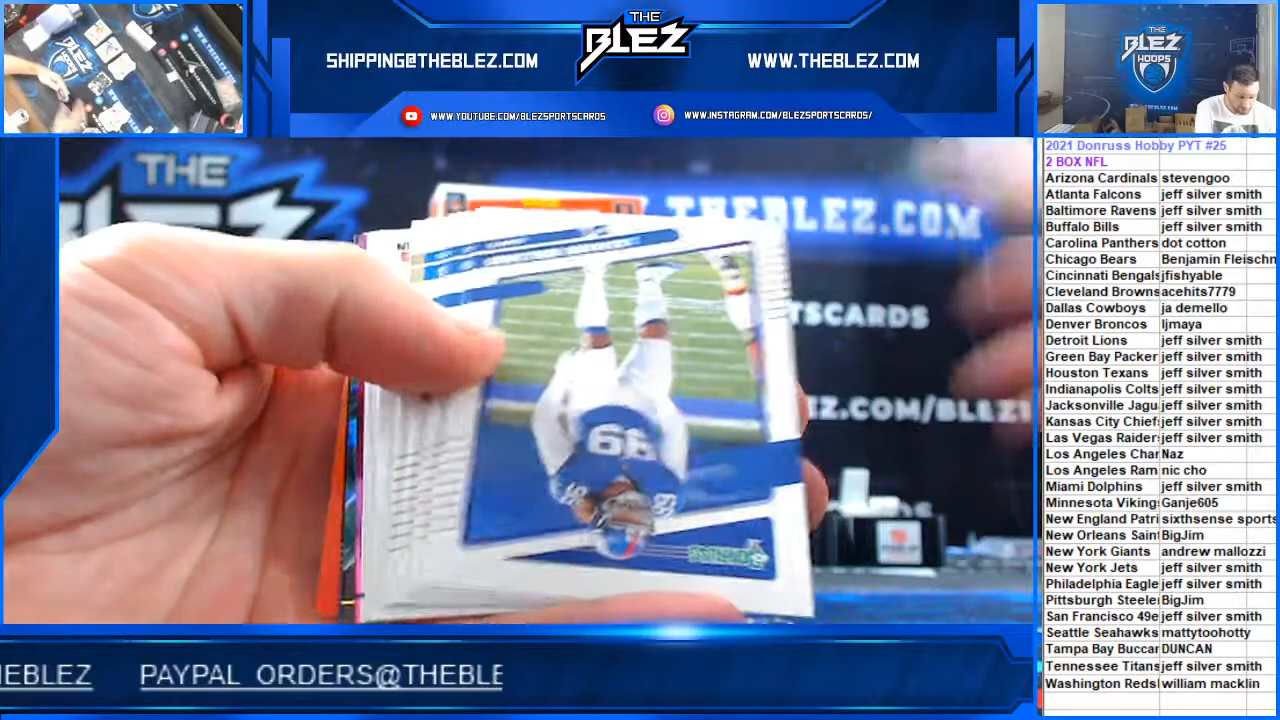 THE
BLEZ
SHIPPING@THEBLEZ.COM
WWW.THEBLEZ.COM
WWW.YOUTUBE.COM/BLEZSPORTSCARDS
WWW.INSTAGRAM.COM/BLEZSPORTSCARDS/
THE
BLEZ
HOOPS
THE
THEBLEZ.COM
TSCARDS
EZ.COM/BLEZ
99
2021 Donruss Hobby PYT #25
2 BOX NFL
Arizona Cardinals stevengoo
Atlanta Falcons jeff silver smith
Baltimore Ravens jeff silver smith
Buffalo Bills jeff silver smith
Carolina Panthers dot cotton
Chicago Bears Benjamin Fleischn
Cincinnati Bengals jfishyable
Cleveland Browns acehits7779
Dallas Cowboys ja demello
Denver Broncos ljmaya
Detroit Lions jeff silver smith
Green Bay Packer jeff silver smith
Houston Texans jeff silver smith
Indianapolis Colts jeff silver smith
Jacksonville Jagu jeff silver smith
Kansas City Chief jeff silver smith
Las Vegas Raider jeff silver smith
Los Angeles Char Naz
Los Angeles Ram nic cho
Miami Dolphins jeff silver smith
Minnesota Viking Ganje605
New England Patri sixthsense sports
New Orleans Sain BigJim
New York Giants andrew mallozzi
New York Jets jeff silver smith
Philadelphia Eagle jeff silver smith
Pittsburgh Steele BigJim
San Francisco 49e jeff silver smith
Seattle Seahawks mattytoohotty
Tampa Bay Buccar DUNCAN
Tennessee Titans jeff silver smith
Washington Reds william macklin
HEBLEZ PAYPAL ORDERS@THEBLE